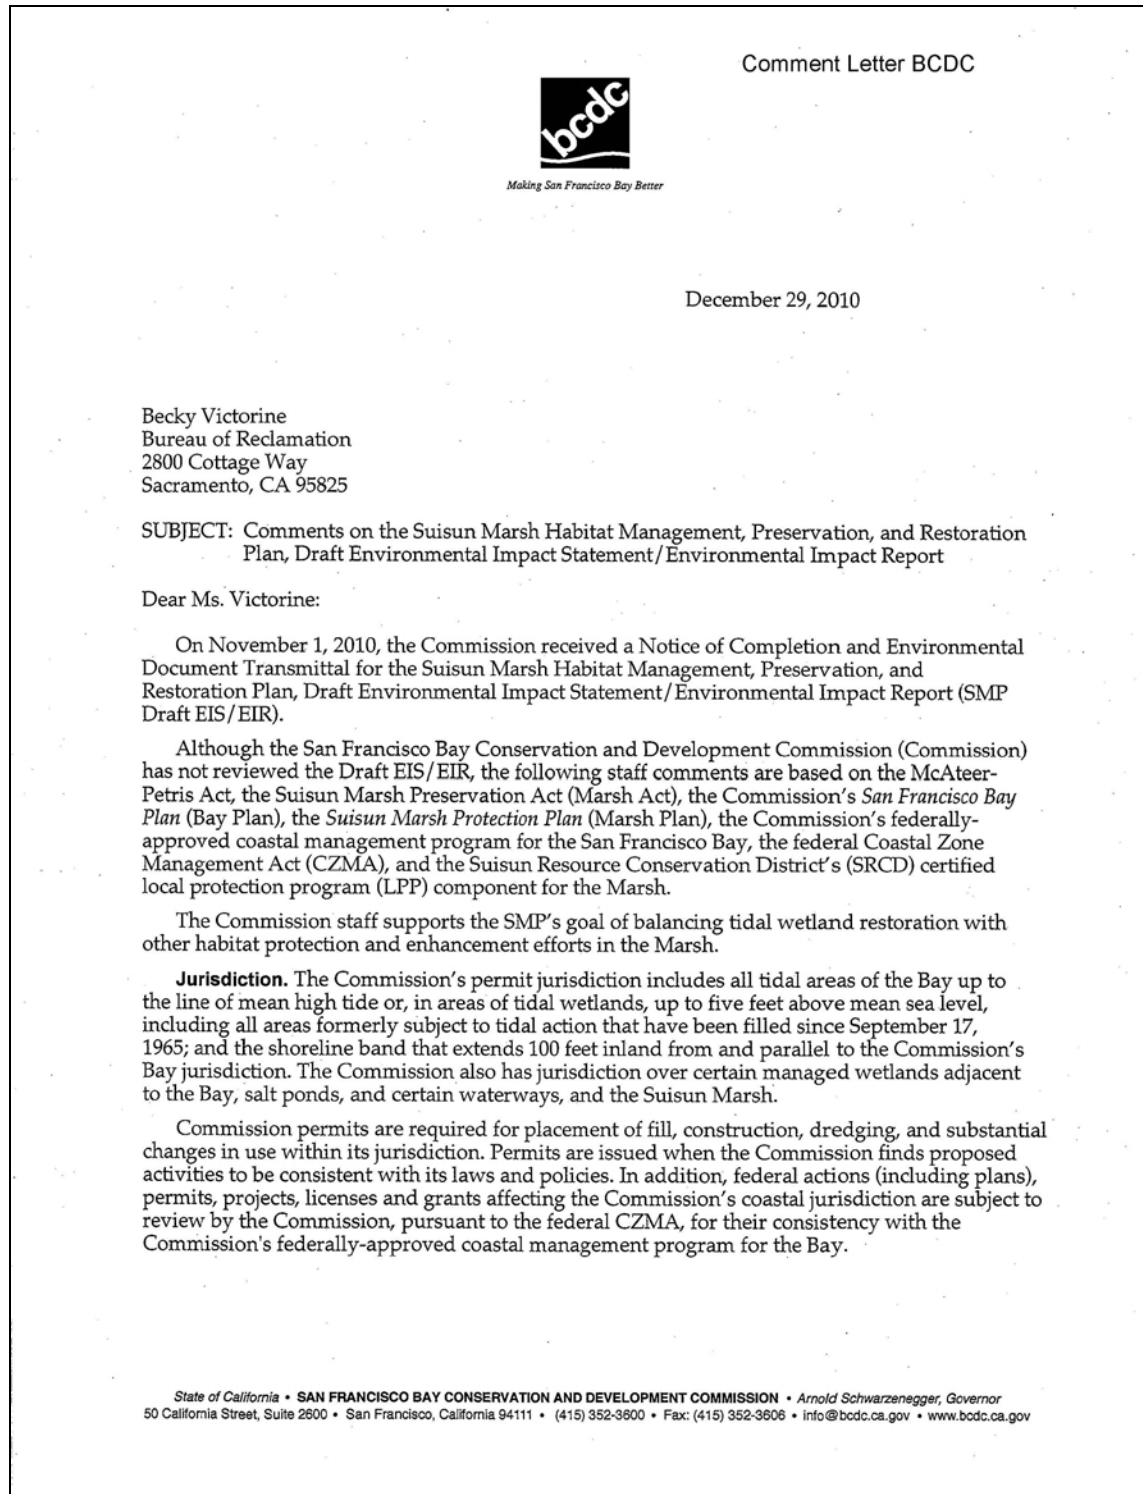 Comment Letter BCDC
bcdc
Making San Francisco Bay Better
December 29, 2010
Becky Victorine
Bureau of Reclamation
2800 Cottage Way
Sacramento, CA 95825
SUBJECT: Comments on the Suisun Marsh Habitat Management, Preservation, and Restoration
Plan, Draft Environmental Impact Statement/Environmental Impact Report
Dear Ms. Victorine:
On November 1, 2010, the Commission received a Notice of Completion and Environmental
Document Transmittal for the Suisun Marsh Habitat Management, Preservation, and
Restoration Plan, Draft Environmental Impact Statement/Environmental Impact Report (SMP
Draft EIS/EIR).
Although the San Francisco Bay Conservation and Development Commission (Commission)
has not reviewed the Draft EIS/EIR, the following staff comments are based on the McAteer-
Petris Act, the Suisun Marsh Preservation Act (Marsh Act), the Commission's San Francisco Bay
Plan (Bay Plan), the Suisun Marsh Protection Plan (Marsh Plan), the Commission's federally-
approved coastal management program for the San Francisco Bay, the federal Coastal Zone
Management Act (CZMA), and the Suisun Resource Conservation District's (SRCD) certified
local protection program (LPP) component for the Marsh.
The Commission staff supports the SMP's goal of balancing tidal wetland restoration with
other habitat protection and enhancement efforts in the Marsh.
Jurisdiction. The Commission's permit jurisdiction includes all tidal areas of the Bay up to
the line of mean high tide or, in areas of tidal wetlands, up to five feet above mean sea level,
including all areas formerly subject to tidal action that have been filled since September 17,
1965; and the shoreline band that extends 100 feet inland from and parallel to the Commission's
Bay jurisdiction. The Commission also has jurisdiction over certain managed wetlands adjacent
to the Bay, salt ponds, and certain waterways, and the Suisun Marsh.
Commission permits are required for placement of fill, construction, dredging, and substantial
changes in use within its jurisdiction. Permits are issued when the Commission finds proposed
activities to be consistent with its laws and policies. In addition, federal actions (including plans),
permits, projects, licenses and grants affecting the Commission's coastal jurisdiction are subject to
review by the Commission, pursuant to the federal CZMA, for their consistency with the
Commission's federally-approved coastal management program for the Bay.
State of California • SAN FRANCISCO BAY CONSERVATION AND DEVELOPMENT COMMISSION • Arnold Schwarzenegger, Governor
50 California Street, Suite 2600 • San Francisco, California 94111 • (415) 352-3600 • Fax: (415) 352-3606 • info@bcdc.ca.gov • www.bcdc.ca.gov